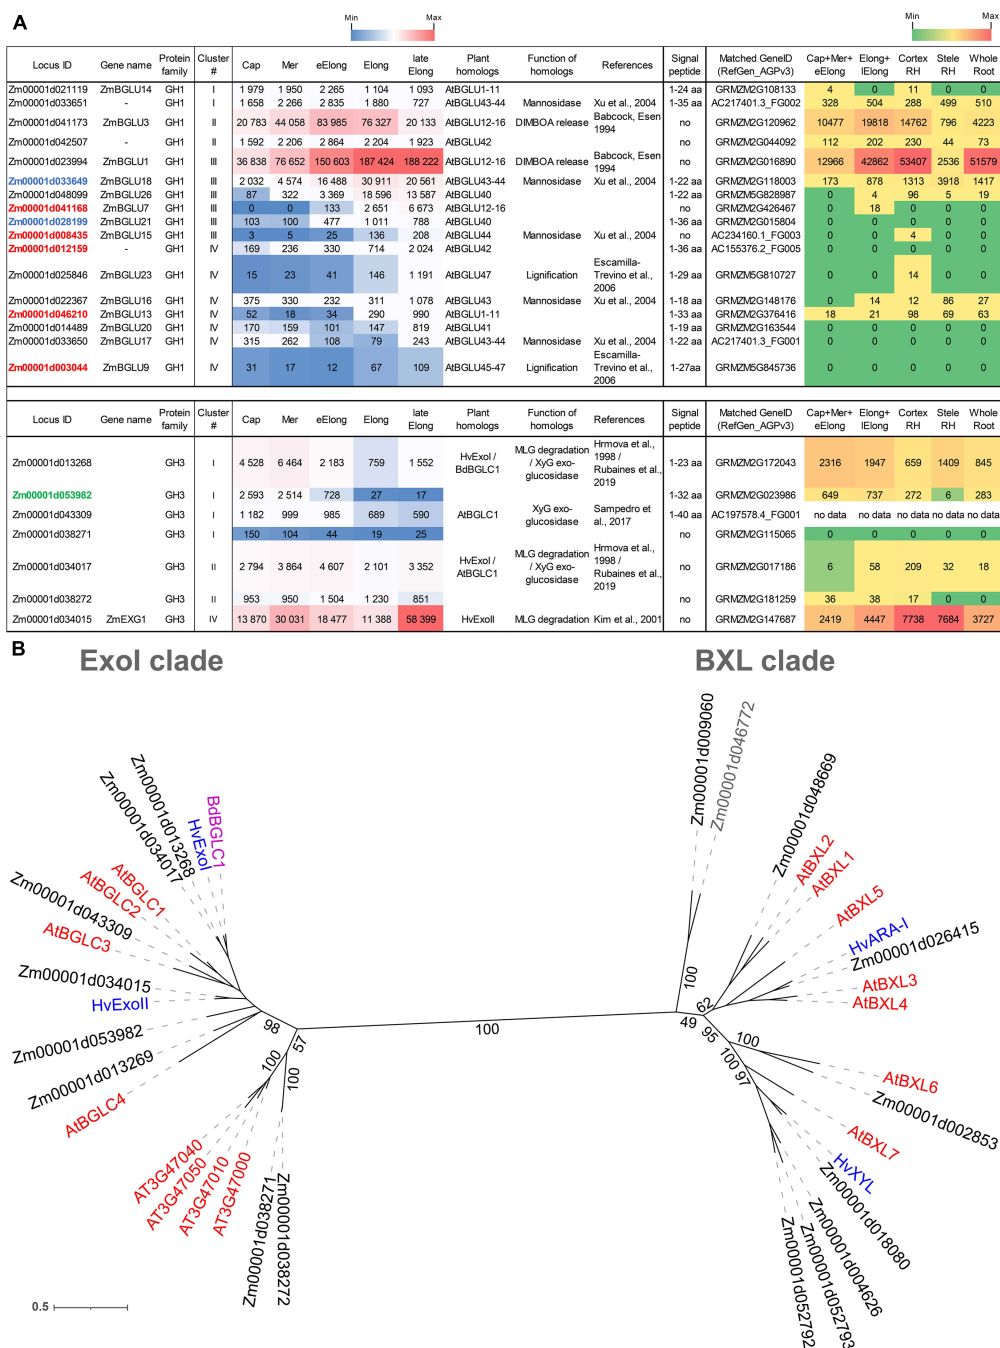 A
Min Max
Min Max
Locus ID Gene name Protein family Cluster # Cap Mer eElong Elong late Elong Plant homologs Function of homologs References Signal peptide Matched GeneID (RefGen_AGPv3) Cap+Mer+ eElong Elong+ lElong Cortex RH Stele RH Whole Root
Zm00001d021119 ZmBGLU14 GH1 I 1 979 1 950 2 265 1 104 1 093 AtBGLU1-11 1-24 aa GRMZM2G108133 4 0 11 0 0
Zm00001d033651 - GH1 I 1 658 2 266 2 835 1 880 727 AtBGLU43-44 Mannosidase Xu et al., 2004 1-35 aa AC217401.3_FG002 328 504 288 499 510
Zm00001d041173 ZmBGLU3 GH1 II 20 783 44 058 83 985 76 327 20 133 AtBGLU12-16 DIMBOA release Babcock, Esen 1994 no GRMZM2G120962 10477 19818 14762 796 4223
Zm00001d042507 - GH1 II 1 142 2 206 2 864 2 204 1 923 AtBGLU42 no GRMZM2G044092 112 202 230 44 73
Zm00001d023994 ZmBGLU1 GH1 III 36 838 76 652 150 603 187 424 188 222 AtBGLU12-16 DIMBOA release Babcock, Esen 1994 no GRMZM2G016890 12966 42862 53407 2536 51579
Zm00001d033649 ZmBGLU18 GH1 III 2 032 4 574 16 488 30 911 20 561 AtBGLU43-44 Mannosidase Xu et al., 2004 1-22 aa GRMZM2G118003 173 878 1313 3918 1417
Zm00001d048099 ZmBGLU26 GH1 III 87 322 3 369 18 596 13 587 AtBGLU40 1-22 aa GRMZM5G828987 0 4 96 5 19
Zm00001d041168 ZmBGLU7 GH1 III 0 0 133 2 651 6 673 AtBGLU12-16 no GRMZM2G426467 0 18 0 0 0
Zm00001d028199 ZmBGLU21 GH1 III 103 100 477 1 011 788 AtBGLU40 1-36 aa GRMZM2G015804 0 0 0 0 0
Zm00001d008435 ZmBGLU15 GH1 III 3 5 25 136 208 AtBGLU44 Mannosidase Xu et al., 2004 no AC234160.1_FG003 0 0 4 0 0
Zm00001d012159 - GH1 IV 169 236 330 714 2 024 AtBGLU42 1-36 aa AC155376.2_FG005 0 0 0 0 0
Zm00001d025846 ZmBGLU23 GH1 IV 15 23 41 146 1 191 AtBGLU47 Lignification Escamilla-Trevino et al., 2006 1-29 aa GRMZM5G810727 0 0 14 0 0
Zm00001d022367 ZmBGLU16 GH1 IV 375 330 232 311 1 078 AtBGLU43 Mannosidase Xu et al., 2004 1-18 aa GRMZM2G148176 0 14 12 86 27
Zm00001d046210 ZmBGLU13 GH1 IV 52 18 34 290 990 AtBGLU1-11 1-33 aa GRMZM2G376416 18 21 98 69 63
Zm00001d014489 ZmBGLU20 GH1 IV 170 159 101 147 819 AtBGLU41 1-19 aa GRMZM2G163544 0 0 0 0 0
Zm00001d033650 ZmBGLU17 GH1 IV 315 262 108 79 243 AtBGLU43-44 Mannosidase Xu et al., 2004 1-22 aa AC217401.3_FG001 0 0 0 0 0
Zm00001d003044 ZmBGLU9 GH1 IV 31 17 12 67 109 AtBGLU45-47 Lignification Escamilla-Trevino et al., 2006 1-27aa GRMZM5G845736 0 0 0 0 0
Locus ID Gene name Protein family Cluster # Cap Mer eElong Elong late Elong Plant homologs Function of homologs References Signal peptide Matched GeneID (RefGen_AGPv3) Cap+Mer+ eElong Elong+ lElong Cortex RH Stele RH Whole Root
Zm00001d013268 GH3 I 4 528 6 464 2 183 759 1 552 HvExoI / BdBGLC1 MLG degradation / XyG exo-glucosidase Hrmova et al., 1998 / Rubaines et al., 2019 1-23 aa GRMZM2G172043 2316 1947 659 1409 845
Zm00001d053982 GH3 I 2 593 2 514 728 27 17 1-32 aa GRMZM2G023986 649 737 272 6 283
Zm00001d043309 GH3 I 1 182 999 985 689 590 AtBGLC1 XyG exo-glucosidase Sampedro et al., 2017 1-40 aa AC197578.4_FG001 no data no data no data no data no data
Zm00001d038271 GH3 I 150 104 44 19 25 no GRMZM2G115065 0 0 0 0 0
Zm00001d034017 GH3 II 2 794 3 864 4 607 2 101 3 352 HvExoI / AtBGLC1 MLG degradation / XyG exo-glucosidase Hrmova et al., 1998 / Rubaines et al., 2019 no GRMZM2G017186 6 58 209 32 18
Zm00001d038272 GH3 II 953 950 1 504 1 230 851 no GRMZM2G181259 36 38 17 0 0
Zm00001d034015 ZmEXG1 GH3 IV 13 870 30 031 18 477 11 388 58 399 HvExoII MLG degradation Kim et al., 2001 no GRMZM2G147687 2419 4447 7738 7684 3727
B
ExoI clade
BXL clade
Zm00001d034017
Zm00001d013268
HvExoI
BdBGLC1
AtBGLC1
AtBGLC2
Zm00001d043309
AtBGLC3
Zm00001d034015
HvExoII
Zm00001d053982
Zm00001d013269
AtBGLC4
AT3G47040
AT3G47050
AT3G47010
AT3G47000
Zm00001d038271
Zm00001d038272
98
57
100
100
100
Zm00001d009060
Zm00001d046772
Zm00001d048669
AtBXL2
AtBXL1
AtBXL5
HvARA-I
Zm00001d026415
AtBXL3
AtBXL4
AtBXL6
Zm00001d002853
AtBXL7
HvXYL
Zm00001d018080
Zm00001d004626
Zm00001d052793
Zm00001d052792
100
62
49
95
100
100
97
0.5